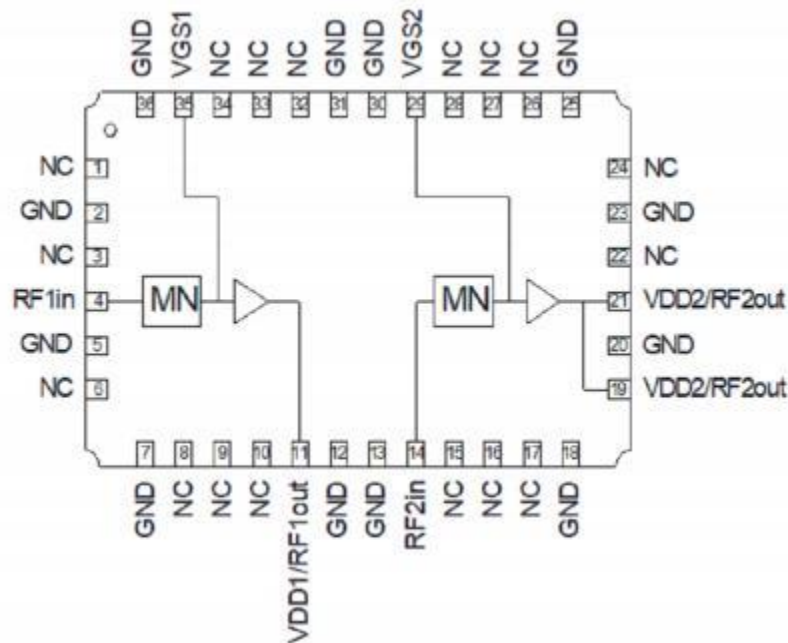 GND VGS1 NC NC NC GND GND VGS2 NC NC NC GND
36 35 34 33 32 31 30 29 28 27 26 25
NC 1 24 NC
GND 2 23 GND
NC 3 22 NC
RF1in 4 MN MN 21 VDD2/RF2out
GND 5 20 GND
NC 6 19 VDD2/RF2out
7 8 9 10 11 12 13 14 15 16 17 18
GND NC NC NC VDD1/RF1out GND GND RF2in NC NC NC GND